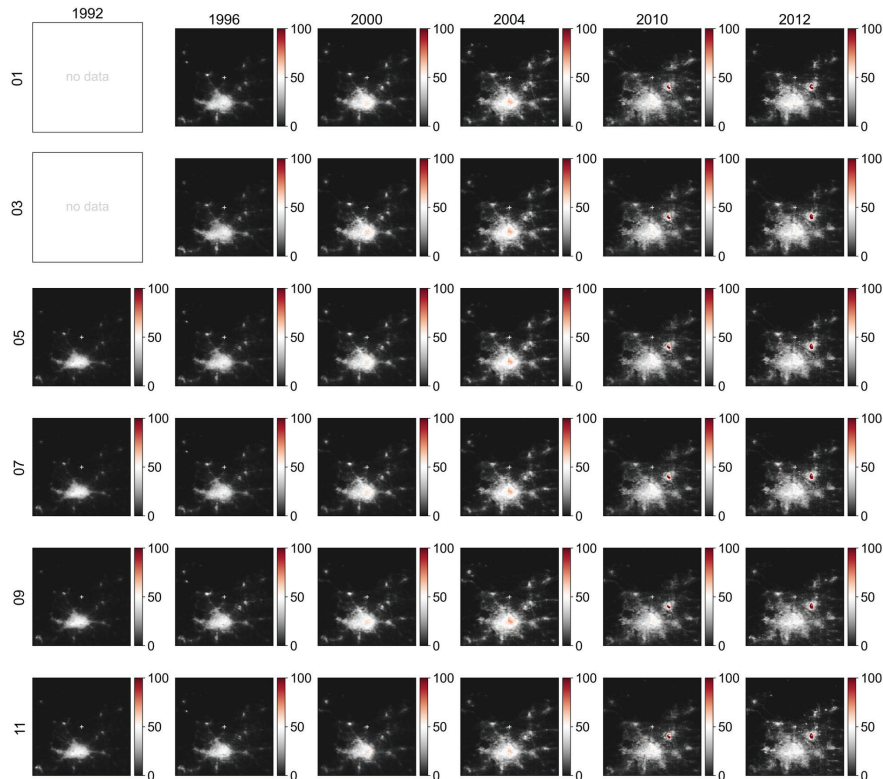 1992 1996 2000 2004 2010 2012
01 no data 100 50 0 100 50 0 100 50 0 100 50 0 100 50 0
03 no data 100 50 0 100 50 0 100 50 0 100 50 0 100 50 0
05 100 50 0 100 50 0 100 50 0 100 50 0 100 50 0 100 50 0
07 100 50 0 100 50 0 100 50 0 100 50 0 100 50 0 100 50 0
09 100 50 0 100 50 0 100 50 0 100 50 0 100 50 0 100 50 0
11 100 50 0 100 50 0 100 50 0 100 50 0 100 50 0 100 50 0